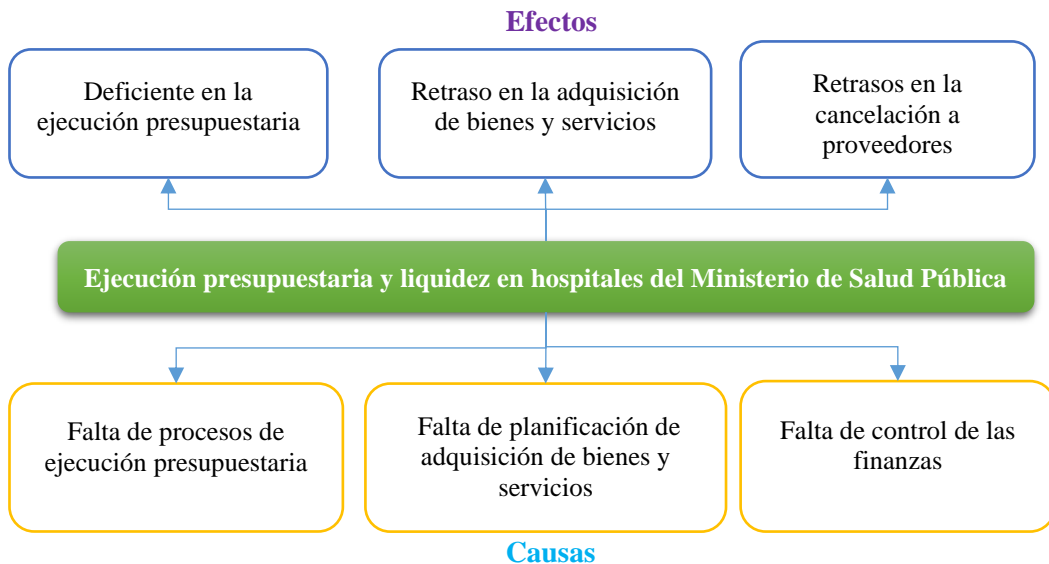 Efectos
Deficiente en la
ejecución presupuestaria
Retraso en la adquisición
de bienes y servicios
Retrasos en la
cancelación a
proveedores
Ejecución presupuestaria y liquidez en hospitales del Ministerio de Salud Pública
Falta de procesos de
ejecución presupuestaria
Falta de planificación de
adquisición de bienes y
servicios
Falta de control de las
finanzas
Causas